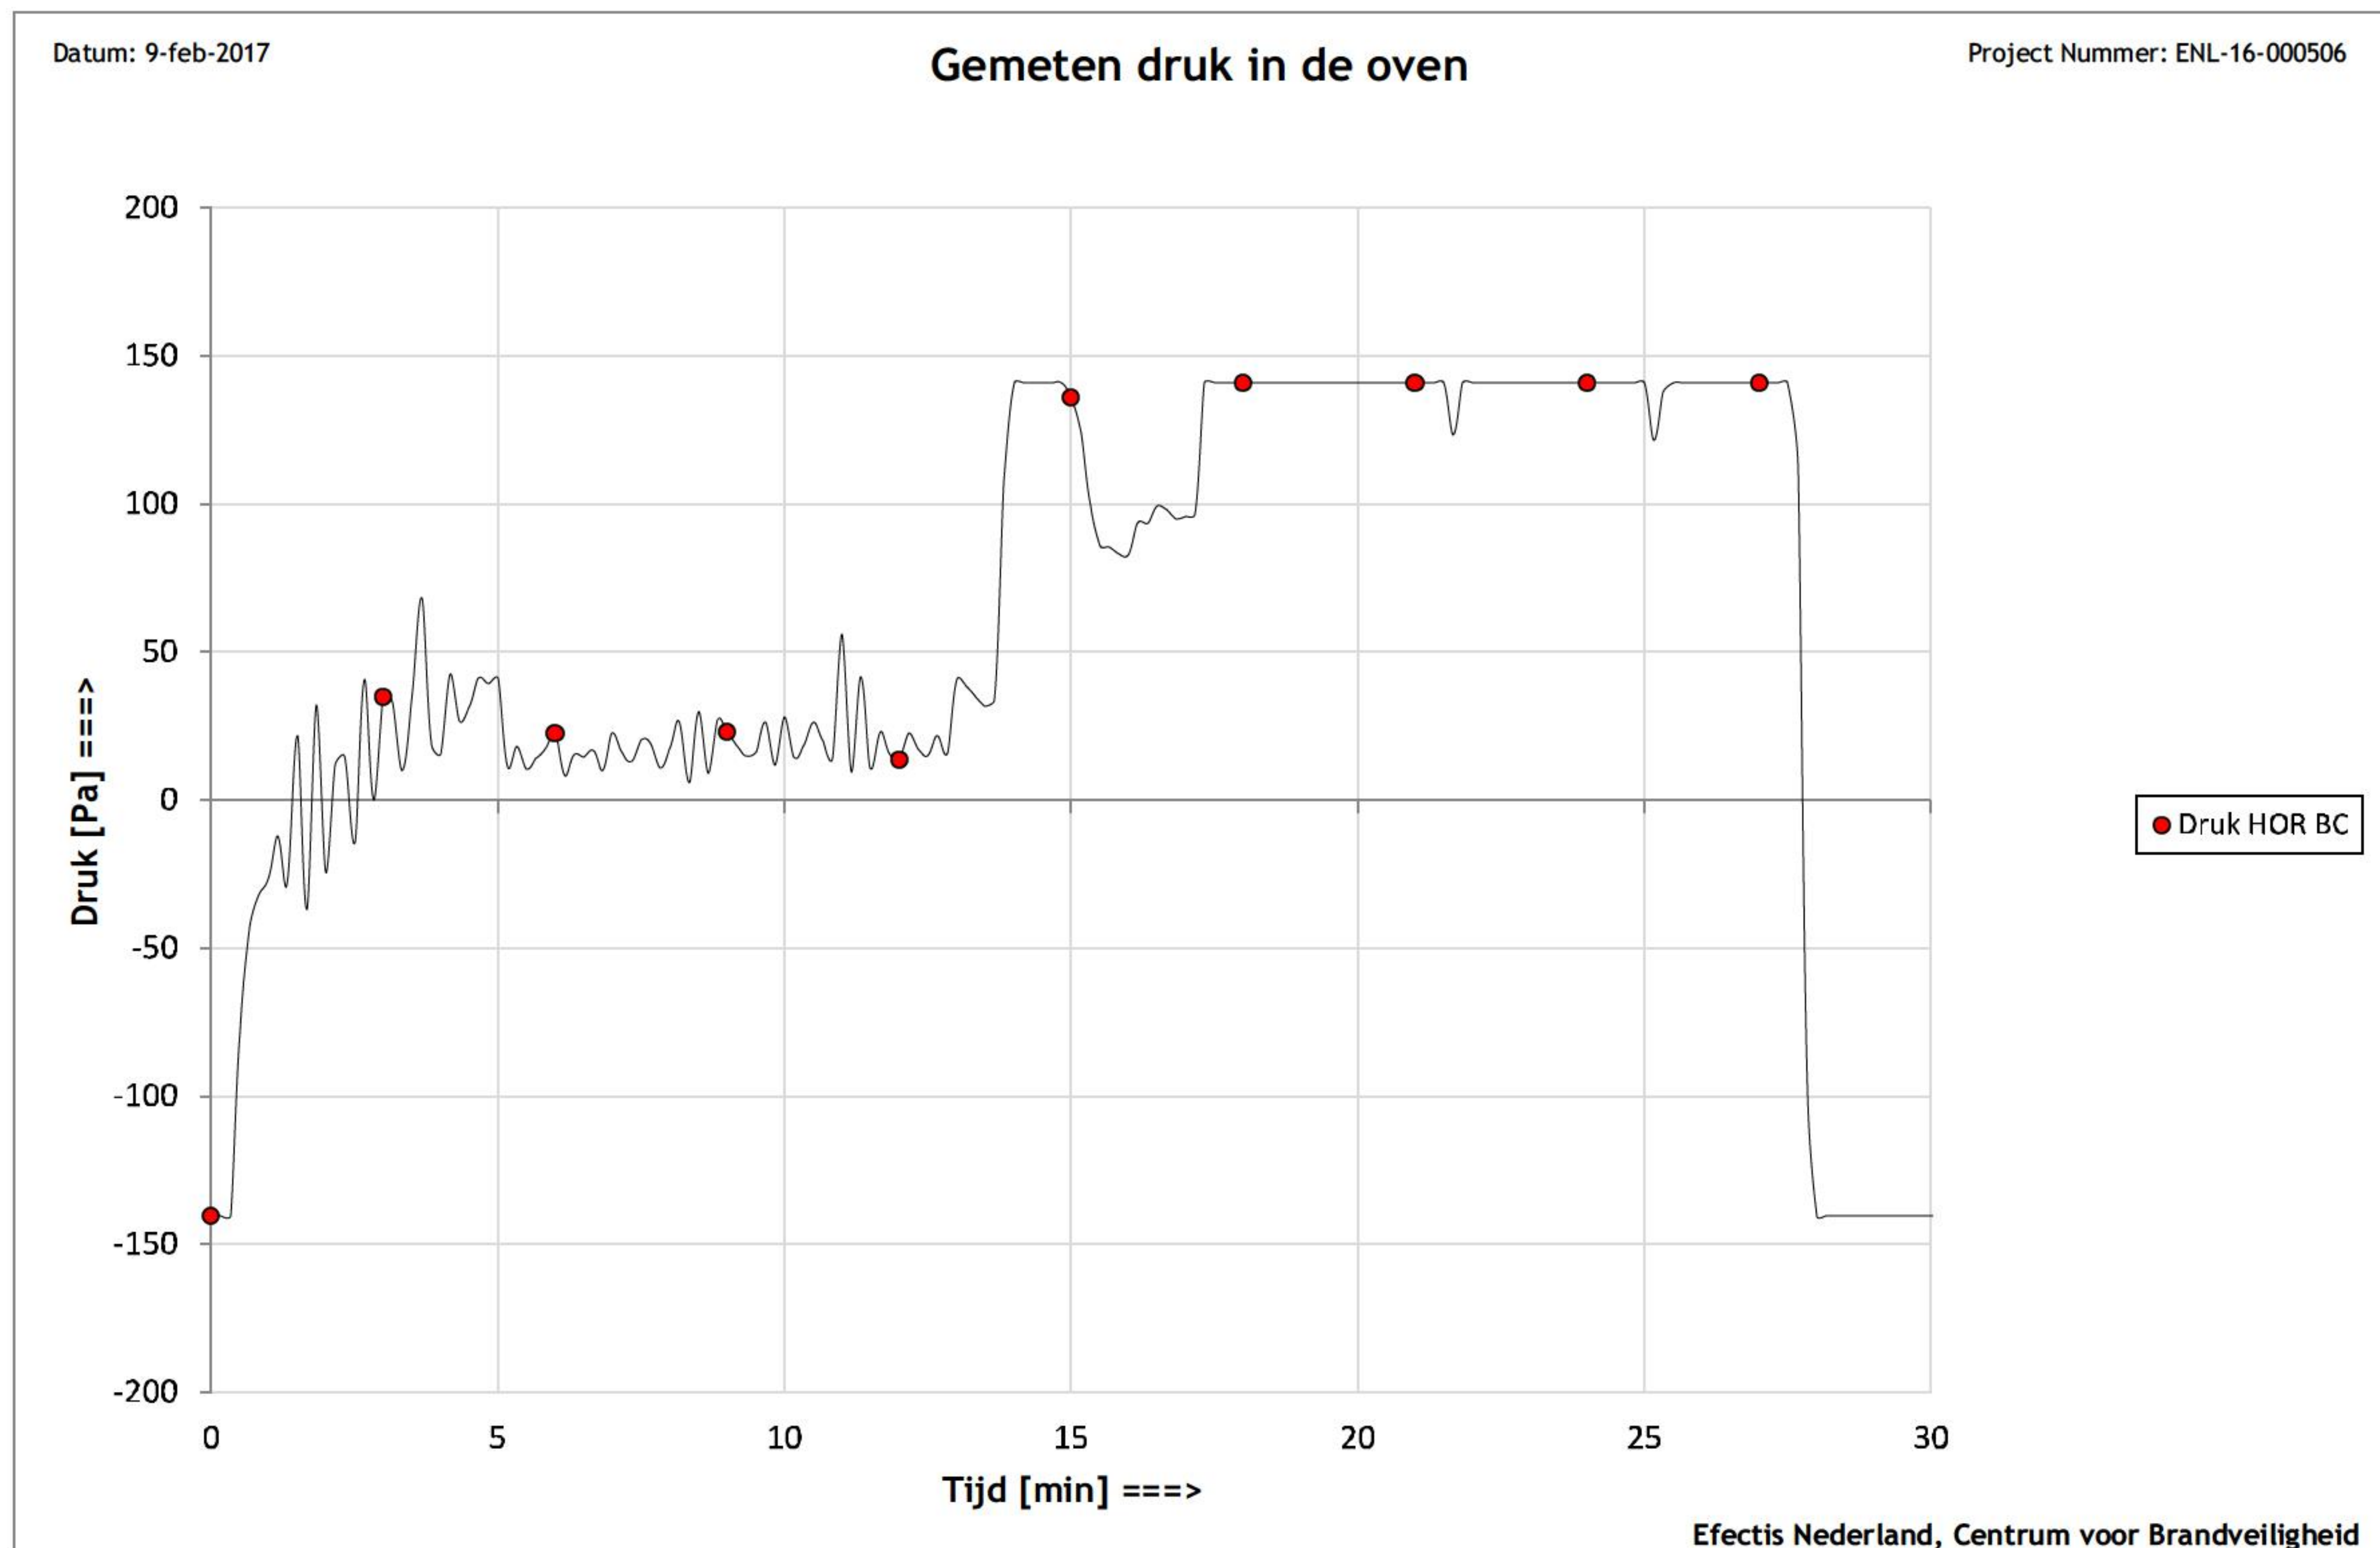 Datum: 9-feb-2017
Gemeten druk in de oven
Project Nummer: ENL-16-000506
200
150
100
50
0
-50
-100
-150
-200
Druk [Pa] ===>
Druk HOR BC
0 5 10 15 20 25 30
Tijd [min] ===>
Efectis Nederland, Centrum voor Brandveiligheid